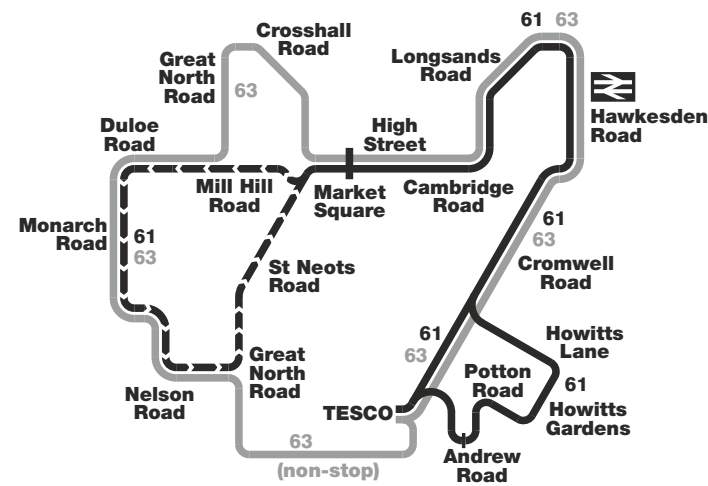 61 63
Crosshall
Road
Longsands
Road
Great
North
Road
63
Hawkesden
Road
Duloe
Road
High
Street
Mill Hill
Road
Market
Square
Cambridge
Road
Monarch
Road
61
63
61
63
St Neots
Road
Cromwell
Road
61
63
Howitts
Lane
Great
North
Road
Potton
Road
61
Nelson
Road
TESCO
Howitts
Gardens
63
(non-stop)
Andrew
Road